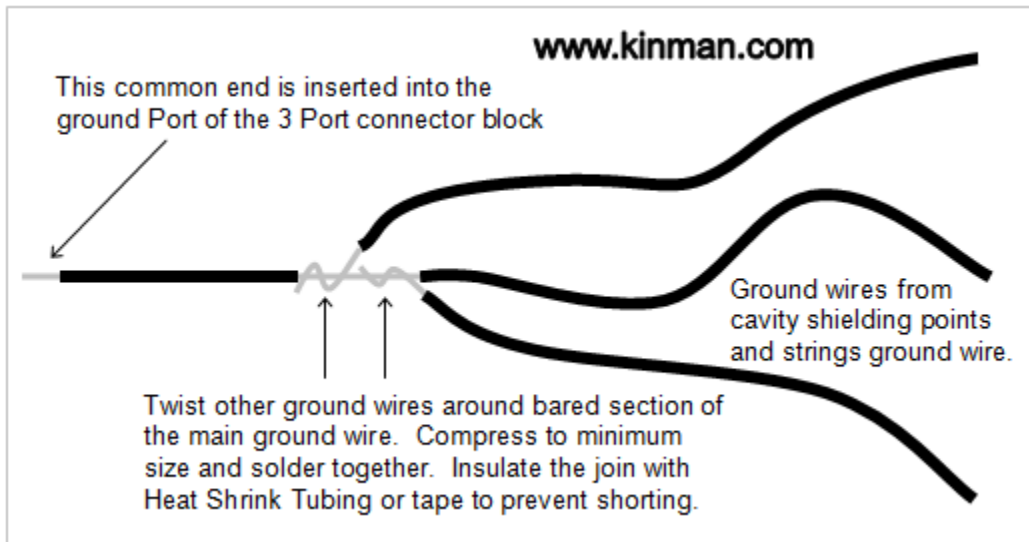 www.kinman.com
This common end is inserted into the
ground Port of the 3 Port connector block
Ground wires from
cavity shielding points
and strings ground wire.
Twist other ground wires around bared section of
the main ground wire.  Compress to minimum
size and solder together.  Insulate the join with
Heat Shrink Tubing or tape to prevent shorting.